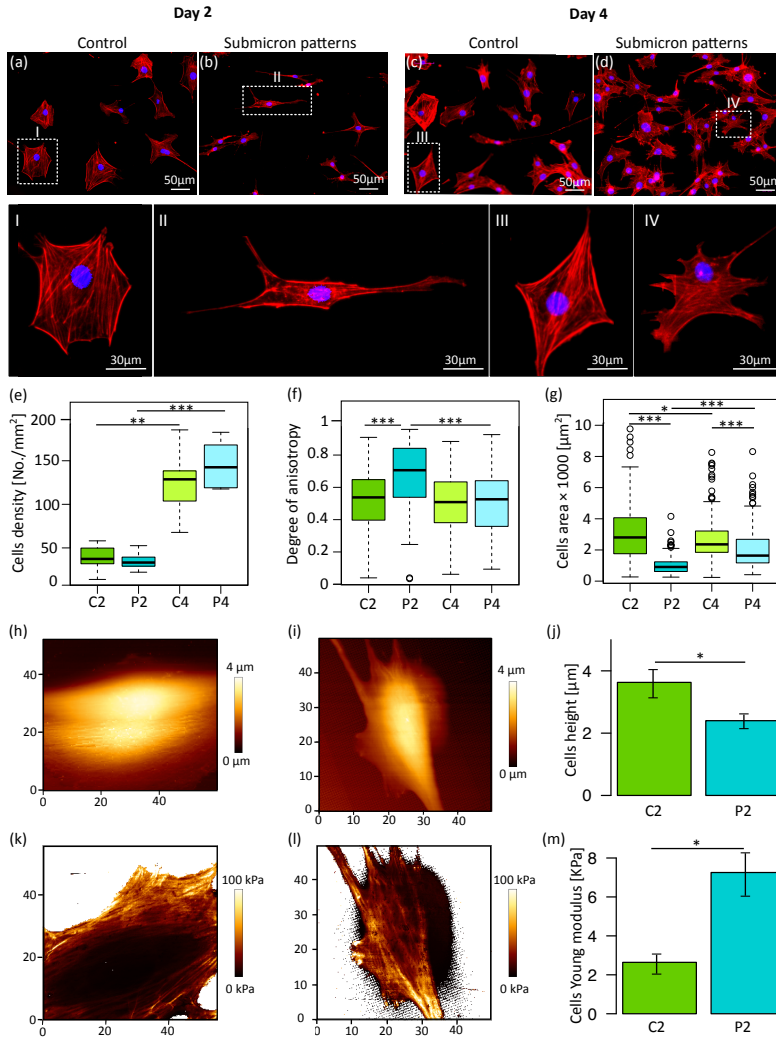 Day 2
Day 4
Control
Submicron patterns
Control
Submicron patterns
(a)
(b)
(c)
(d)
I
II
III
IV
50μm
50μm
50μm
50μm
I
II
III
IV
30μm
30μm
30μm
30μm
(e)
(f)
(g)
Cells density [No./mm²]
200
150
100
50
0
**
***
C2 P2 C4 P4
Degree of anisotropy
1
0.8
0.6
0.4
0.2
0
*** ***
C2 P2 C4 P4
Cells area × 1000 [μm²]
10
8
6
4
2
0
***
*
*** ***
C2 P2 C4 P4
(h)
(i)
(j)
40
20
0
0 20 40
4 μm
0 μm
50
40
30
20
10
0
0 10 20 30 40
4 μm
0 μm
Cells height [μm]
4
2
0
*
C2 P2
(k)
(l)
(m)
40
20
0
0 20 40
100 kPa
0 kPa
40
30
20
10
0
0 10 20 30 40
100 kPa
0 kPa
Cells Young modulus [KPa]
8
6
4
2
0
*
C2 P2